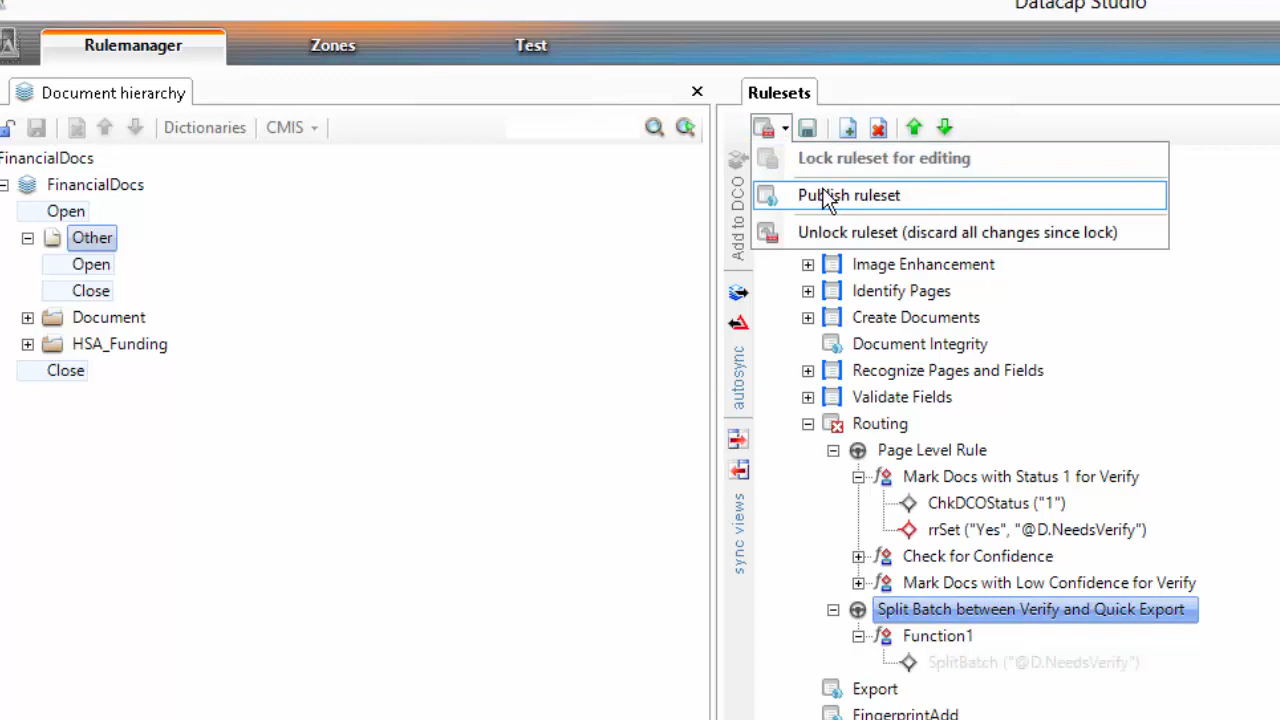 Datacap Studio
Rulemanager
Zones
Test
Document hierarchy
Dictionaries
CMIS
FinancialDocs
FinancialDocs
Open
Other
Open
Close
Document
HSA_Funding
Close
Add to DCO
autosync
sync views
Rulesets
Lock ruleset for editing
Publish ruleset
Unlock ruleset (discard all changes since lock)
Image Enhancement
Identify Pages
Create Documents
Document Integrity
Recognize Pages and Fields
Validate Fields
Routing
Page Level Rule
Mark Docs with Status 1 for Verify
ChkDCOStatus ("1")
rrSet ("Yes", "@D.NeedsVerify")
Check for Confidence
Mark Docs with Low Confidence for Verify
Split Batch between Verify and Quick Export
Function1
SplitBatch ("@D.NeedsVerify")
Export
FingerprintAdd